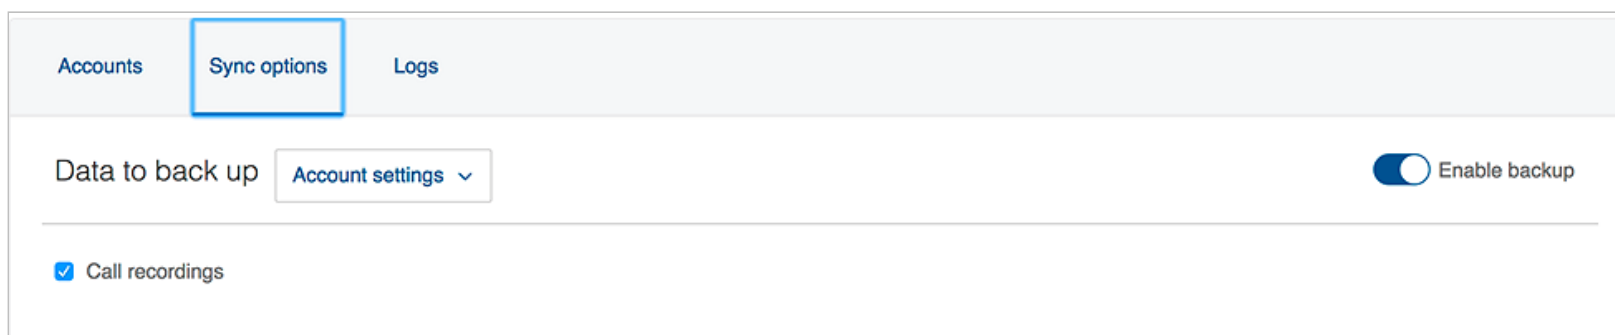 Accounts Sync options Logs
Data to back up Account settings Enable backup
Call recordings